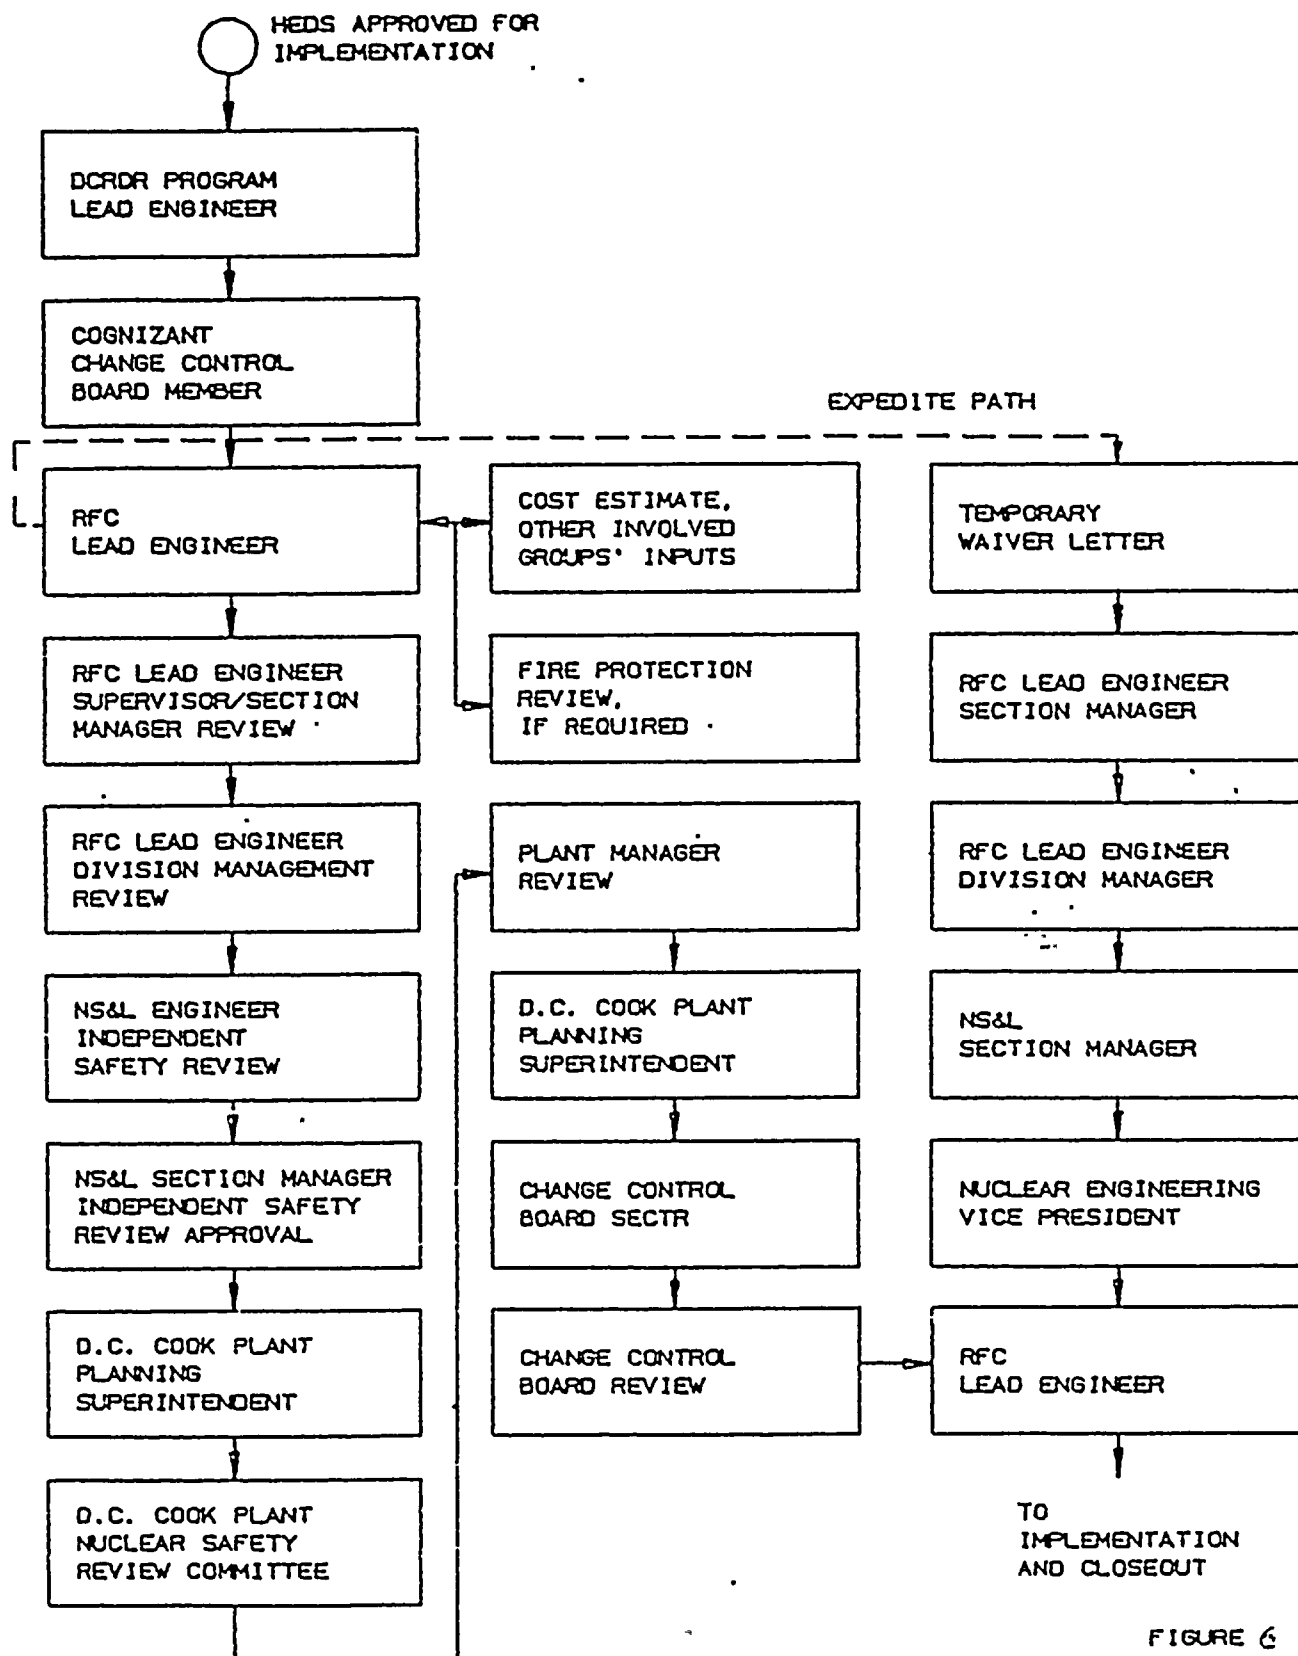 HEDS APPROVED FOR
IMPLEMENTATION
DCRDR PROGRAM
LEAD ENGINEER
COGNIZANT
CHANGE CONTROL
BOARD MEMBER
EXPEDITE PATH
RFC
LEAD ENGINEER
COST ESTIMATE,
OTHER INVOLVED
GROUPS' INPUTS
TEMPORARY
WAIVER LETTER
RFC LEAD ENGINEER
SUPERVISOR/SECTION
MANAGER REVIEW
FIRE PROTECTION
REVIEW,
IF REQUIRED
RFC LEAD ENGINEER
SECTION MANAGER
RFC LEAD ENGINEER
DIVISION MANAGEMENT
REVIEW
PLANT MANAGER
REVIEW
RFC LEAD ENGINEER
DIVISION MANAGER
NS&L ENGINEER
INDEPENDENT
SAFETY REVIEW
D.C. COOK PLANT
PLANNING
SUPERINTENDENT
NS&L
SECTION MANAGER
NS&L SECTION MANAGER
INDEPENDENT SAFETY
REVIEW APPROVAL
CHANGE CONTROL
BOARD SECTR
NUCLEAR ENGINEERING
VICE PRESIDENT
D.C. COOK PLANT
PLANNING
SUPERINTENDENT
CHANGE CONTROL
BOARD REVIEW
RFC
LEAD ENGINEER
D.C. COOK PLANT
NUCLEAR SAFETY
REVIEW COMMITTEE
TO
IMPLEMENTATION
AND CLOSEOUT
FIGURE 6